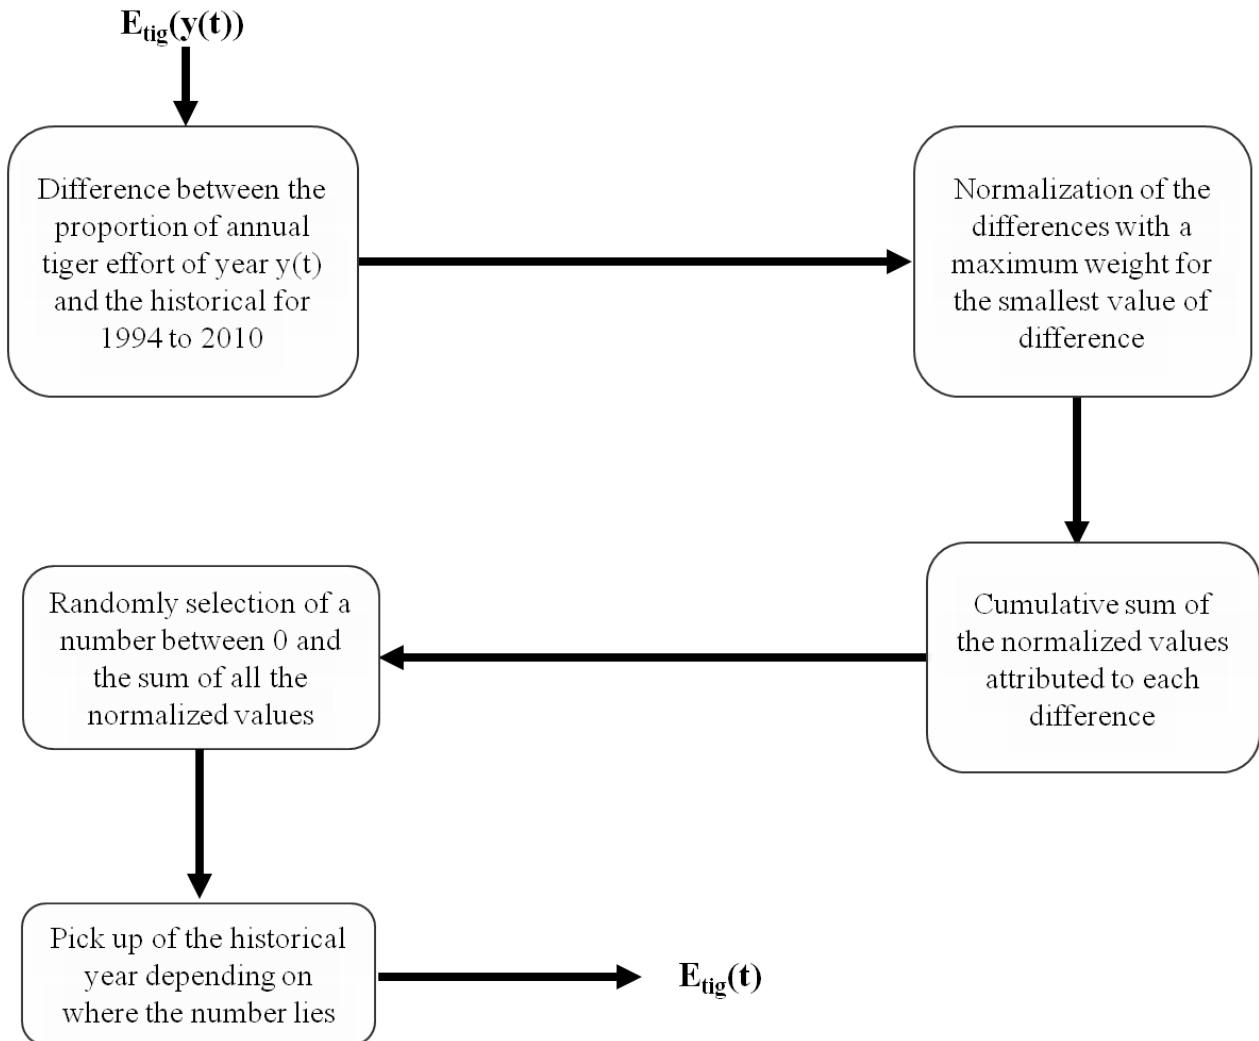 E_tig(y(t))
Difference between the
proportion of annual
tiger effort of year y(t)
and the historical for
1994 to 2010
Normalization of the
differences with a
maximum weight for
the smallest value of
difference
Cumulative sum of
the normalized values
attributed to each
difference
Randomly selection of a
number between 0 and
the sum of all the
normalized values
Pick up of the historical
year depending on
where the number lies
E_tig(t)